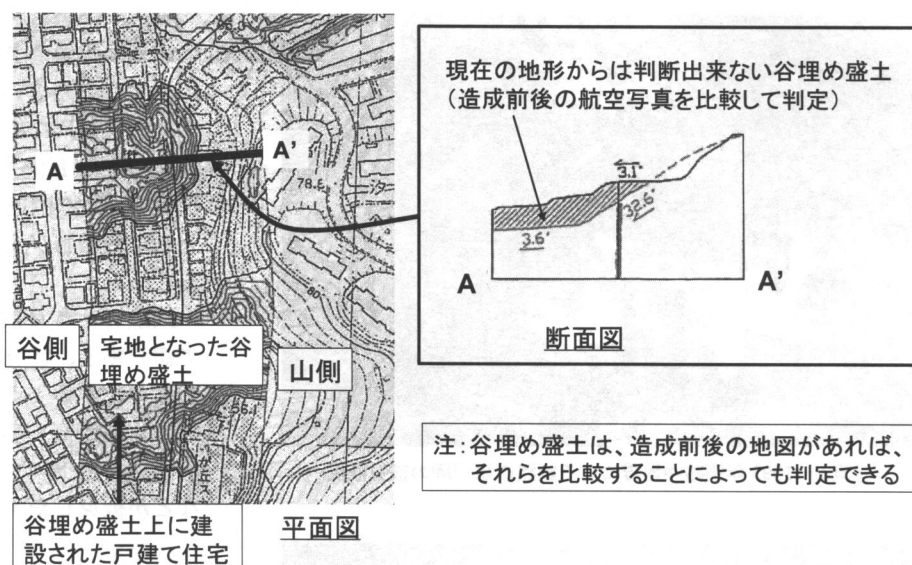 A
A'
78.8
80
56.1
谷側
宅地となった谷
埋め盛土
山側
谷埋め盛土上に建
設された戸建て住宅
平面図
現在の地形からは判断出来ない谷埋め盛土
（造成前後の航空写真を比較して判定）
3.1°
32.6°
3.6°
A
A'
断面図
注：谷埋め盛土は、造成前後の地図があれば、
それらを比較することによっても判定できる